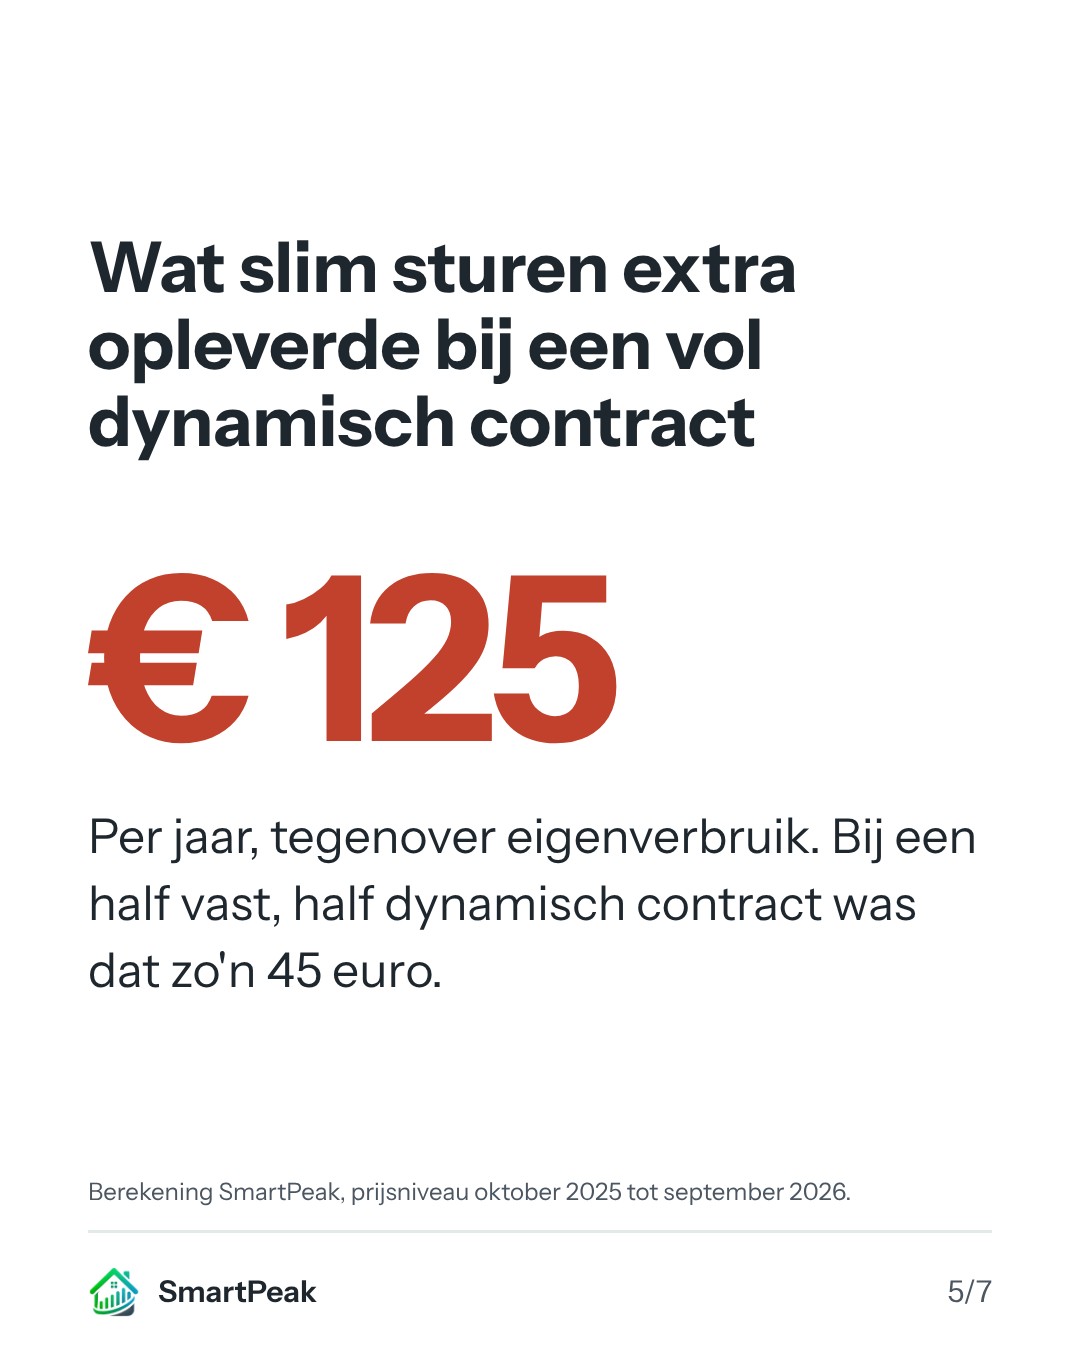 Wat slim sturen extra
opleverde bij een vol
dynamisch contract
€ 125
Per jaar, tegenover eigenverbruik. Bij een
half vast, half dynamisch contract was
dat zo'n 45 euro.
Berekening SmartPeak, prijsniveau oktober 2025 tot september 2026.
SmartPeak
5/7